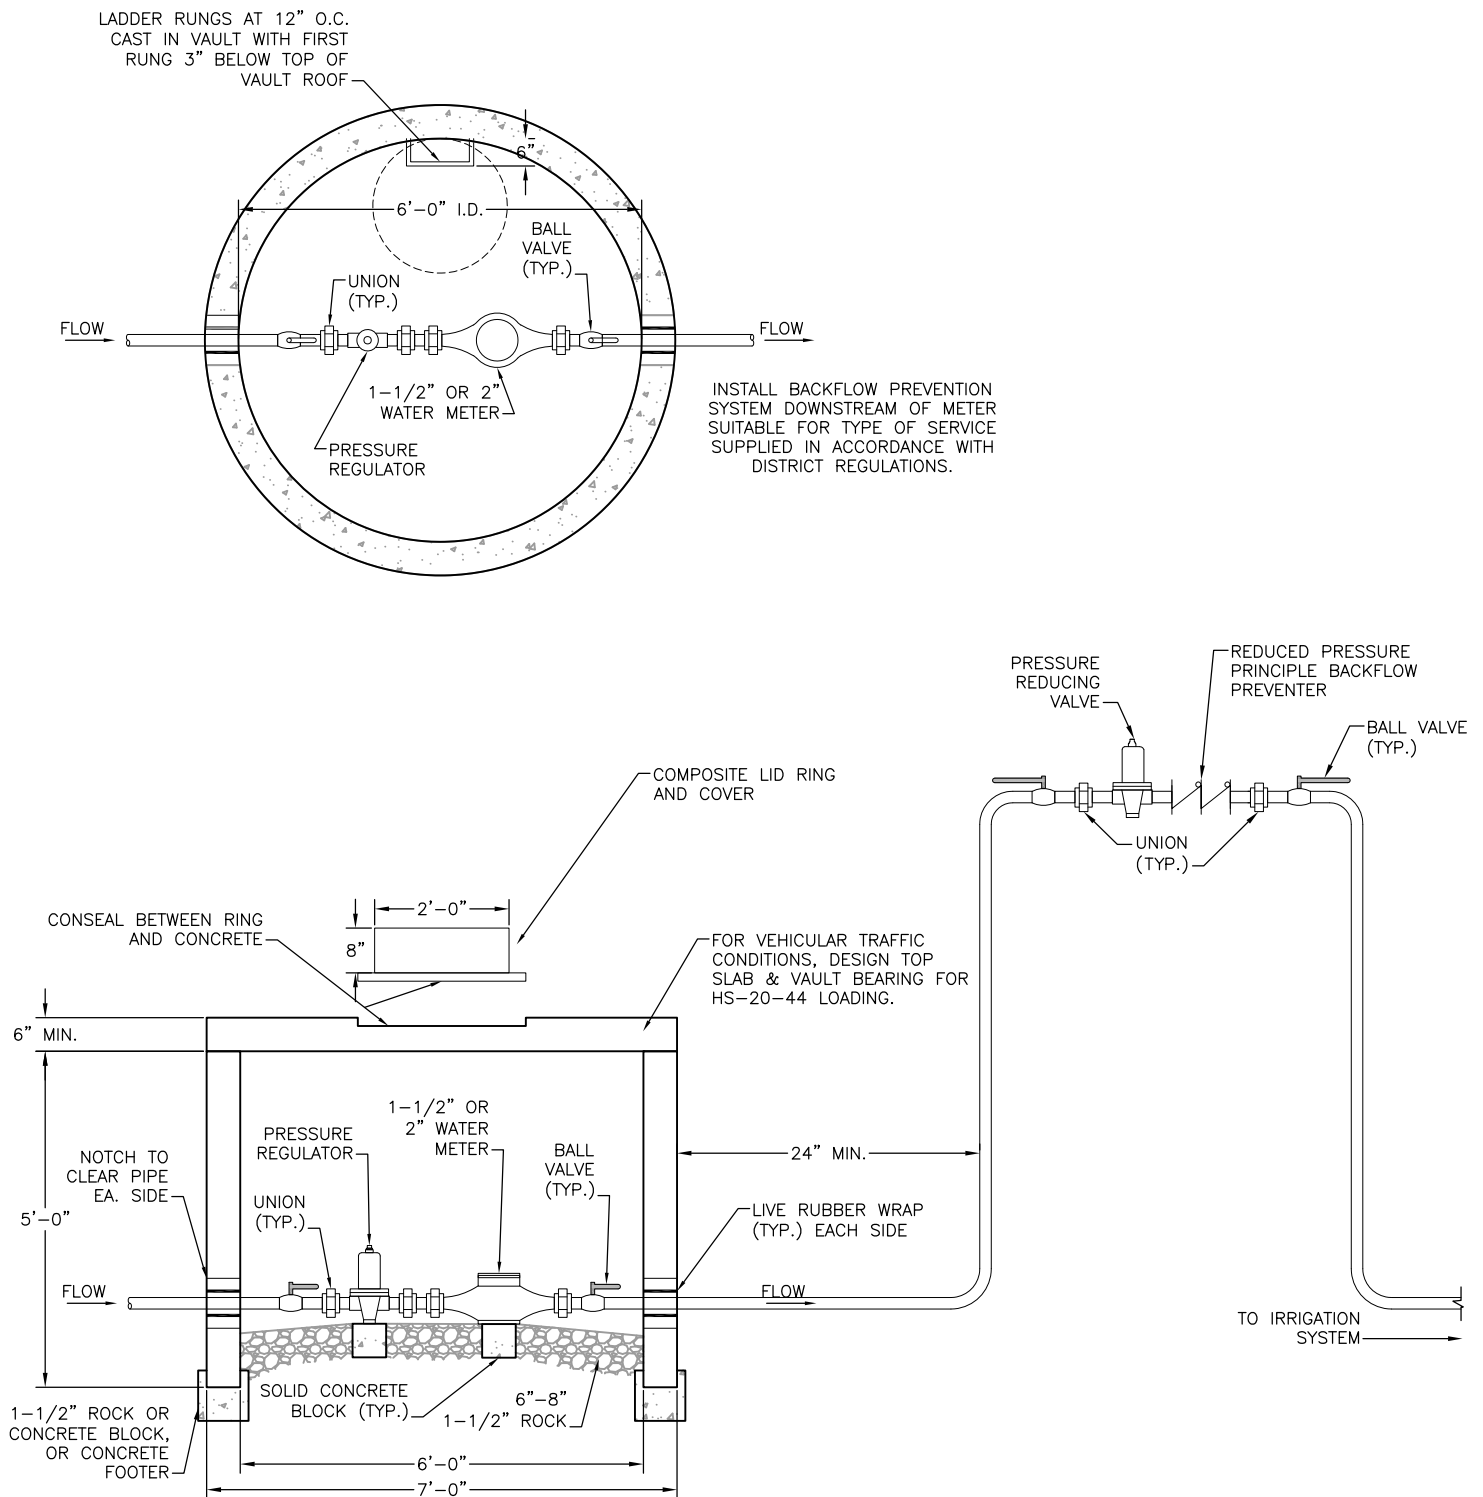 LADDER RUNGS AT 12" O.C.
CAST IN VAULT WITH FIRST
RUNG 3" BELOW TOP OF
VAULT ROOF
6"
6'-0" I.D.
BALL
VALVE
(TYP.)
UNION
(TYP.)
FLOW
FLOW
1-1/2" OR 2"
WATER METER
PRESSURE
REGULATOR
INSTALL BACKFLOW PREVENTION
SYSTEM DOWNSTREAM OF METER
SUITABLE FOR TYPE OF SERVICE
SUPPLIED IN ACCORDANCE WITH
DISTRICT REGULATIONS.
PRESSURE
REDUCING
VALVE
REDUCED PRESSURE
PRINCIPLE BACKFLOW
PREVENTER
BALL VALVE
(TYP.)
UNION
(TYP.)
COMPOSITE LID RING
AND COVER
CONSEAL BETWEEN RING
AND CONCRETE
2'-0"
8"
FOR VEHICULAR TRAFFIC
CONDITIONS, DESIGN TOP
SLAB & VAULT BEARING FOR
HS-20-44 LOADING.
6" MIN.
5'-0"
NOTCH TO
CLEAR PIPE
EA. SIDE
PRESSURE
REGULATOR
UNION
(TYP.)
1-1/2" OR
2" WATER
METER
BALL
VALVE
(TYP.)
24" MIN.
LIVE RUBBER WRAP
(TYP.) EACH SIDE
FLOW
FLOW
TO IRRIGATION
SYSTEM
SOLID CONCRETE
BLOCK (TYP.)
6"-8"
1-1/2" ROCK
1-1/2" ROCK OR
CONCRETE BLOCK,
OR CONCRETE
FOOTER
6'-0"
7'-0"